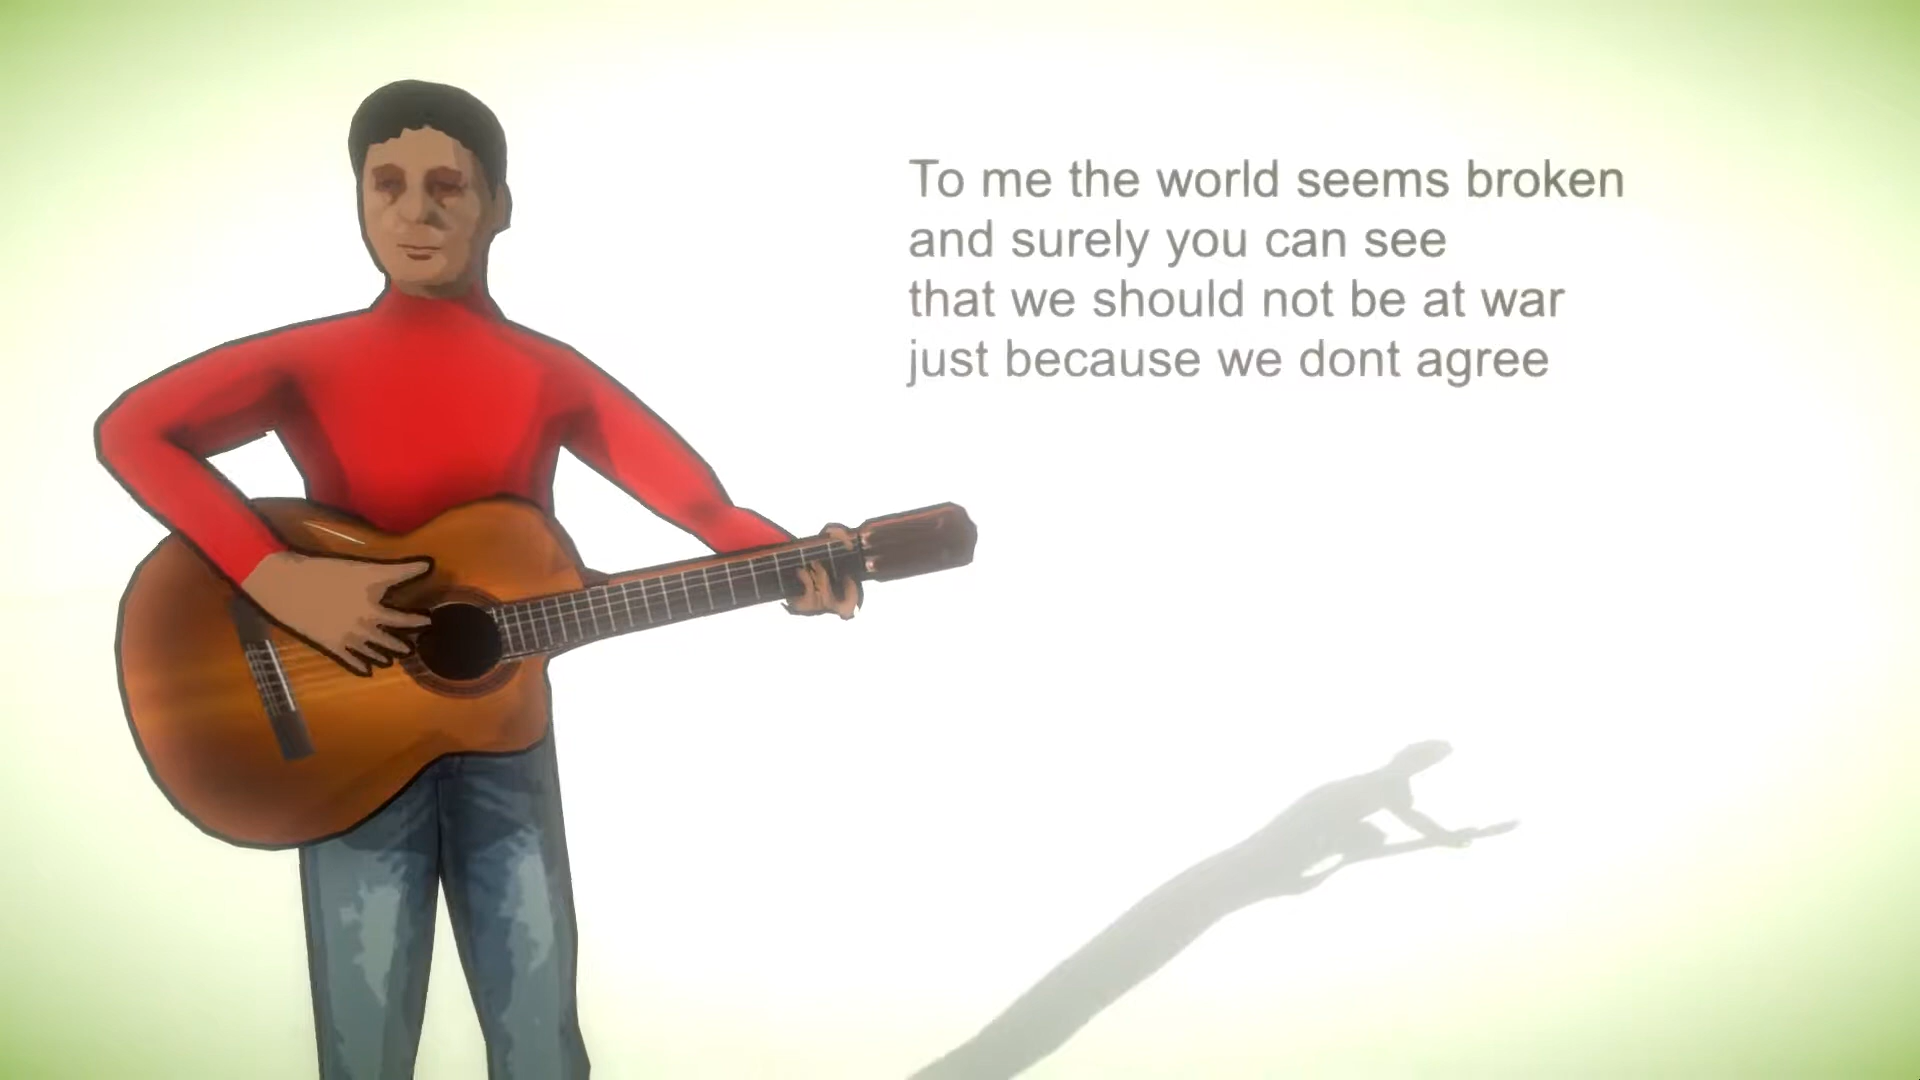 To me the world seems broken
and surely you can see
that we should not be at war
just because we dont agree